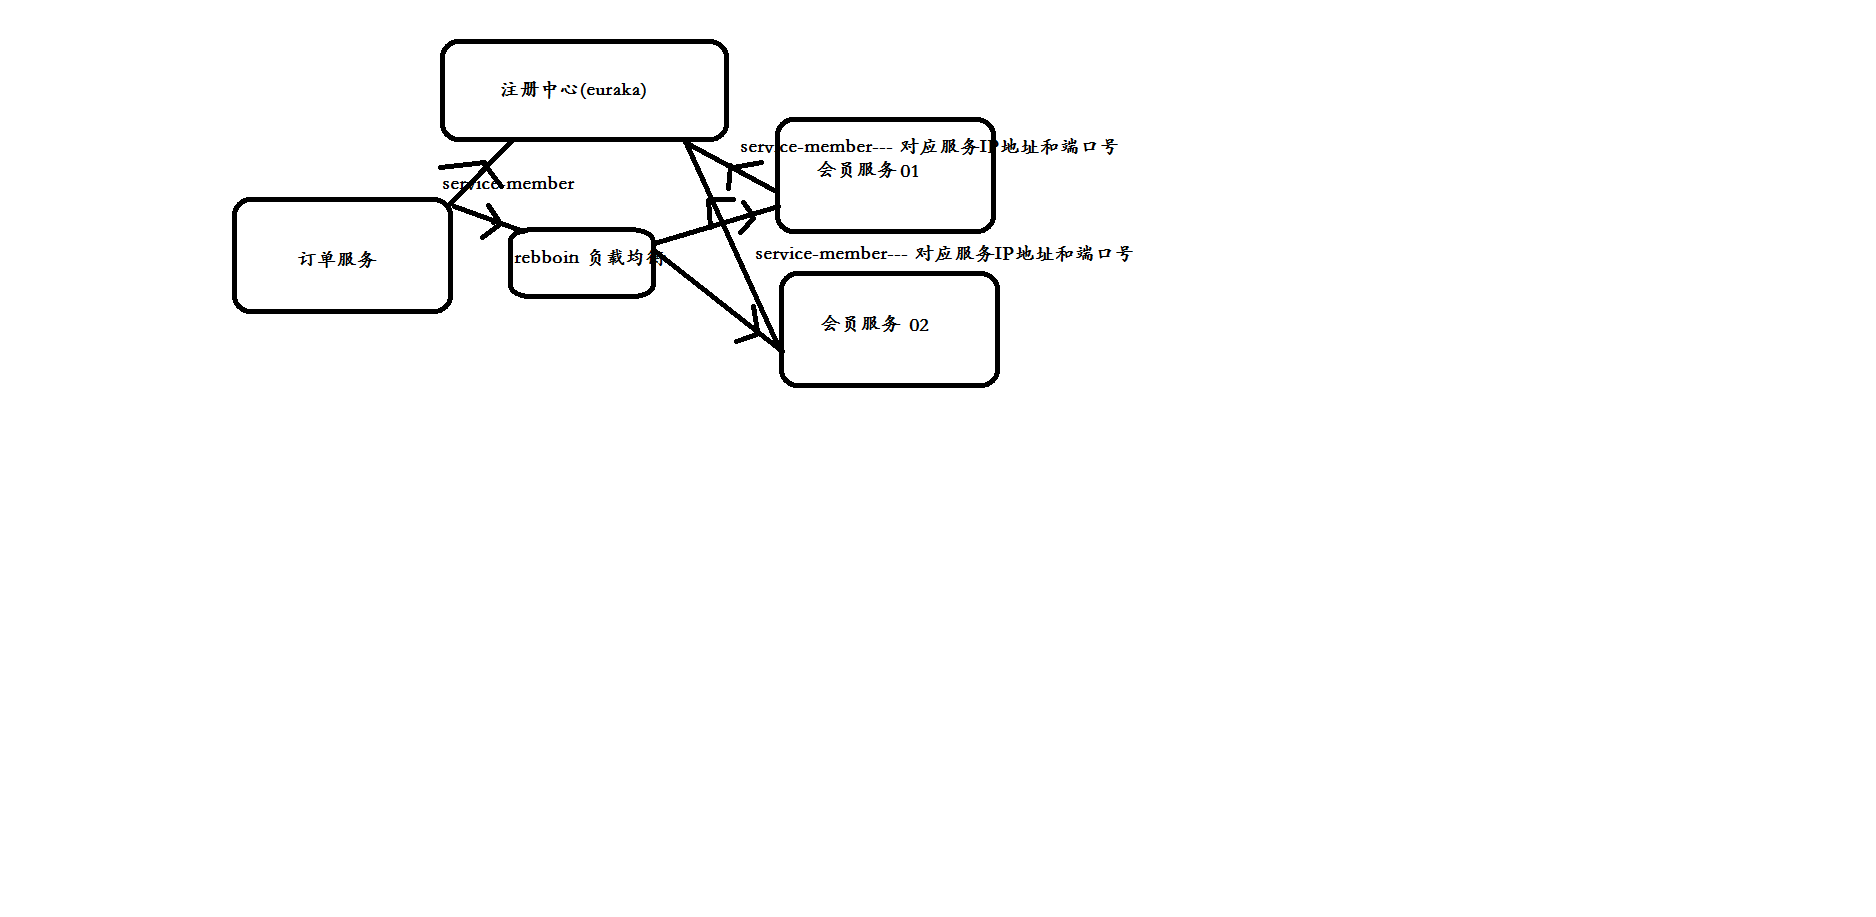 注册中心(euraka)
service-member--- 对应服务IP地址和端口号
会员服务 01
service-member
订单服务
rebboin 负载均衡
service-member--- 对应服务IP地址和端口号
会员服务 02